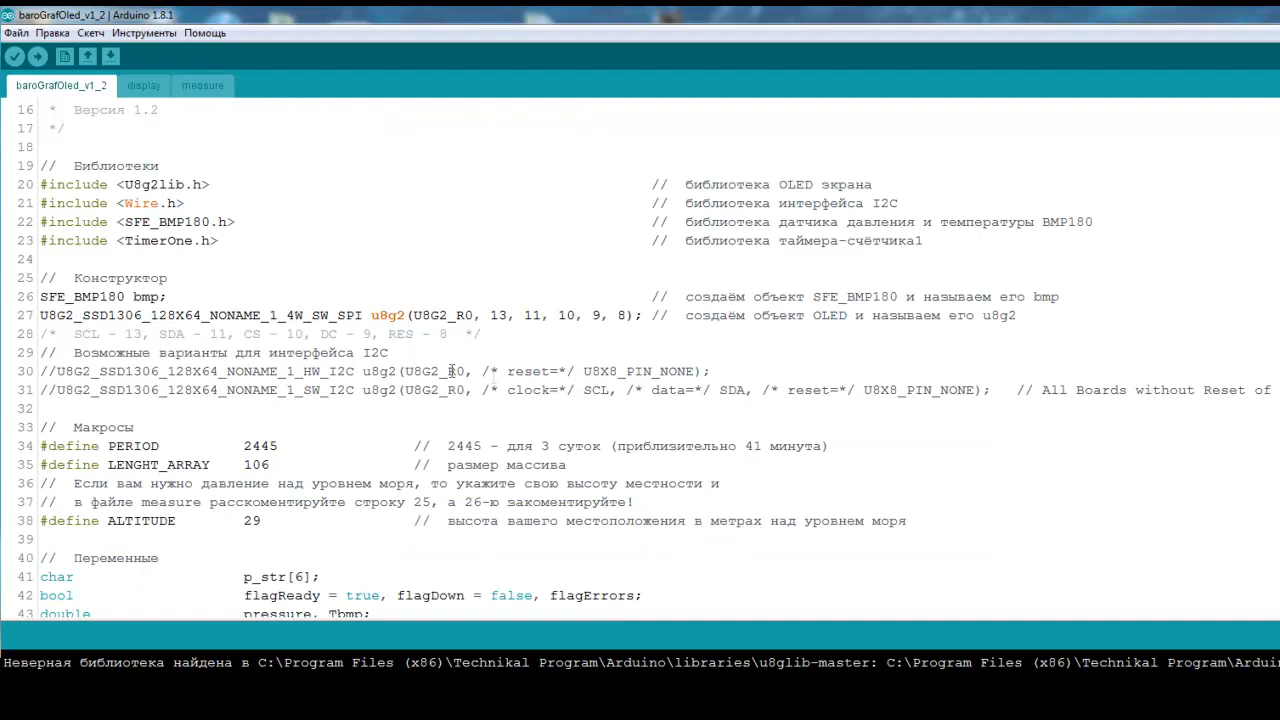 baroGrafOled_v1_2 | Arduino 1.8.1
Файл Правка Скетч Инструменты Помощь
baroGrafOled_v1_2 display measure
16 * Версия 1.2
17 */
18
19 // Библиотеки
20 #include <U8g2lib.h> // библиотека OLED экрана
21 #include <Wire.h> // библиотека интерфейса I2C
22 #include <SFE_BMP180.h> // библиотека датчика давления и температуры BMP180
23 #include <TimerOne.h> // библиотека таймера-счётчика1
24
25 // Конструктор
26 SFE_BMP180 bmp; // создаём объект SFE_BMP180 и называем его bmp
27 U8G2_SSD1306_128X64_NONAME_1_4W_SW_SPI u8g2(U8G2_R0, 13, 11, 10, 9, 8); // создаём объект OLED и называем его u8g2
28 /* SCL - 13, SDA - 11, CS - 10, DC - 9, RES - 8 */
29 // Возможные варианты для интерфейса I2C
30 //U8G2_SSD1306_128X64_NONAME_1_HW_I2C u8g2(U8G2_R0, /* reset=*/ U8X8_PIN_NONE);
31 //U8G2_SSD1306_128X64_NONAME_1_SW_I2C u8g2(U8G2_R0, /* clock=*/ SCL, /* data=*/ SDA, /* reset=*/ U8X8_PIN_NONE); // All Boards without Reset of
32
33 // Макросы
34 #define PERIOD 2445 // 2445 - для 3 суток (приблизительно 41 минута)
35 #define LENGHT_ARRAY 106 // размер массива
36 // Если вам нужно давление над уровнем моря, то укажите свою высоту местности и
37 // в файле measure расскоментируйте строку 25, а 26-ю закоментируйте!
38 #define ALTITUDE 29 // высота вашего местоположения в метрах над уровнем моря
39
40 // Переменные
41 char p_str[6];
42 bool flagReady = true, flagDown = false, flagErrors;
43 double pressure, Tbmp;
Неверная библиотека найдена в C:\Program Files (x86)\Technikal Program\Arduino\libraries\u8glib-master: C:\Program Files (x86)\Technikal Program\Arduin